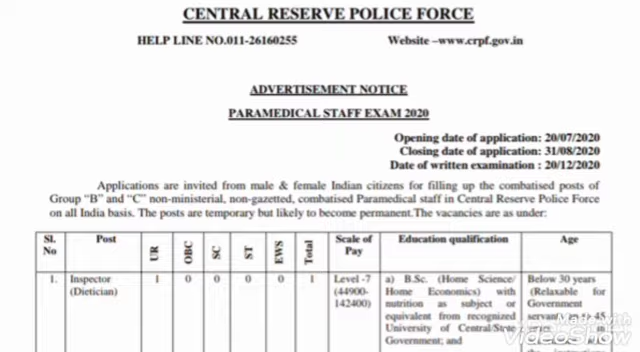 CENTRAL RESERVE POLICE FORCE
HELP LINE NO.011-26160255 Website –www.crpf.gov.in
ADVERTISEMENT NOTICE
PARAMEDICAL STAFF EXAM 2020
Opening date of application: 20/07/2020
Closing date of application: 31/08/2020
Date of written examination : 20/12/2020
Applications are invited from male & female Indian citizens for filling up the combatised posts of
Group “B” and “C” non-ministerial, non-gazetted, combatised Paramedical staff in Central Reserve Police Force
on all India basis. The posts are temporary but likely to become permanent.The vacancies are as under:
Sl. No Post UR OBC SC ST EWS Total Scale of Pay Education qualification Age
1. Inspector 1 0 0 0 0 1 Level -7 a) B.Sc. (Home Science/ Below 30 years
(Dietician) (44900- Home Economics) with (Relaxable for
142400) nutrition as subject or Government
equivalent from recognized
University of Central/State
Government; and
Made with
VideoShow